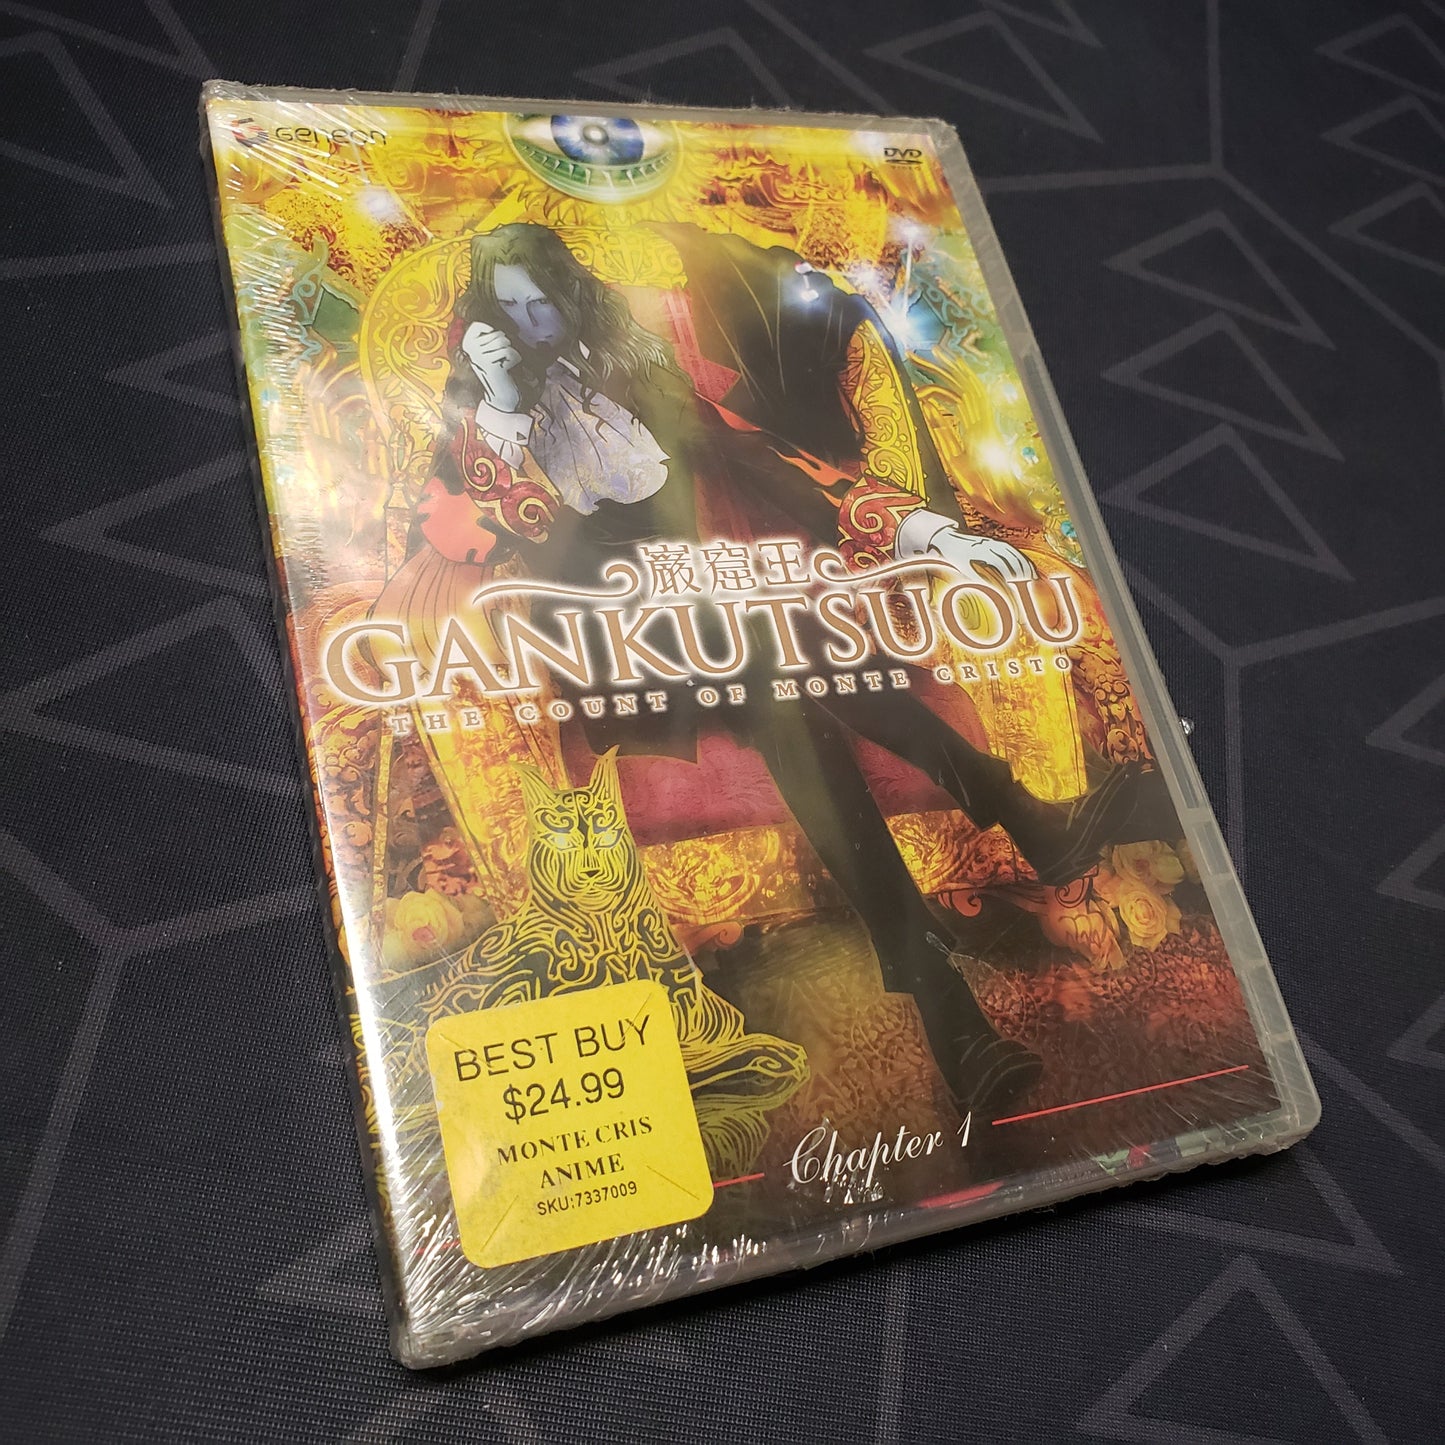 Geneon
DVD
VIDEO
巌窟王
GANKUTSUOU
THE COUNT OF MONTE CRISTO
BEST BUY
$24.99
MONTE CRIS
ANIME
SKU:7337009
Chapter 1